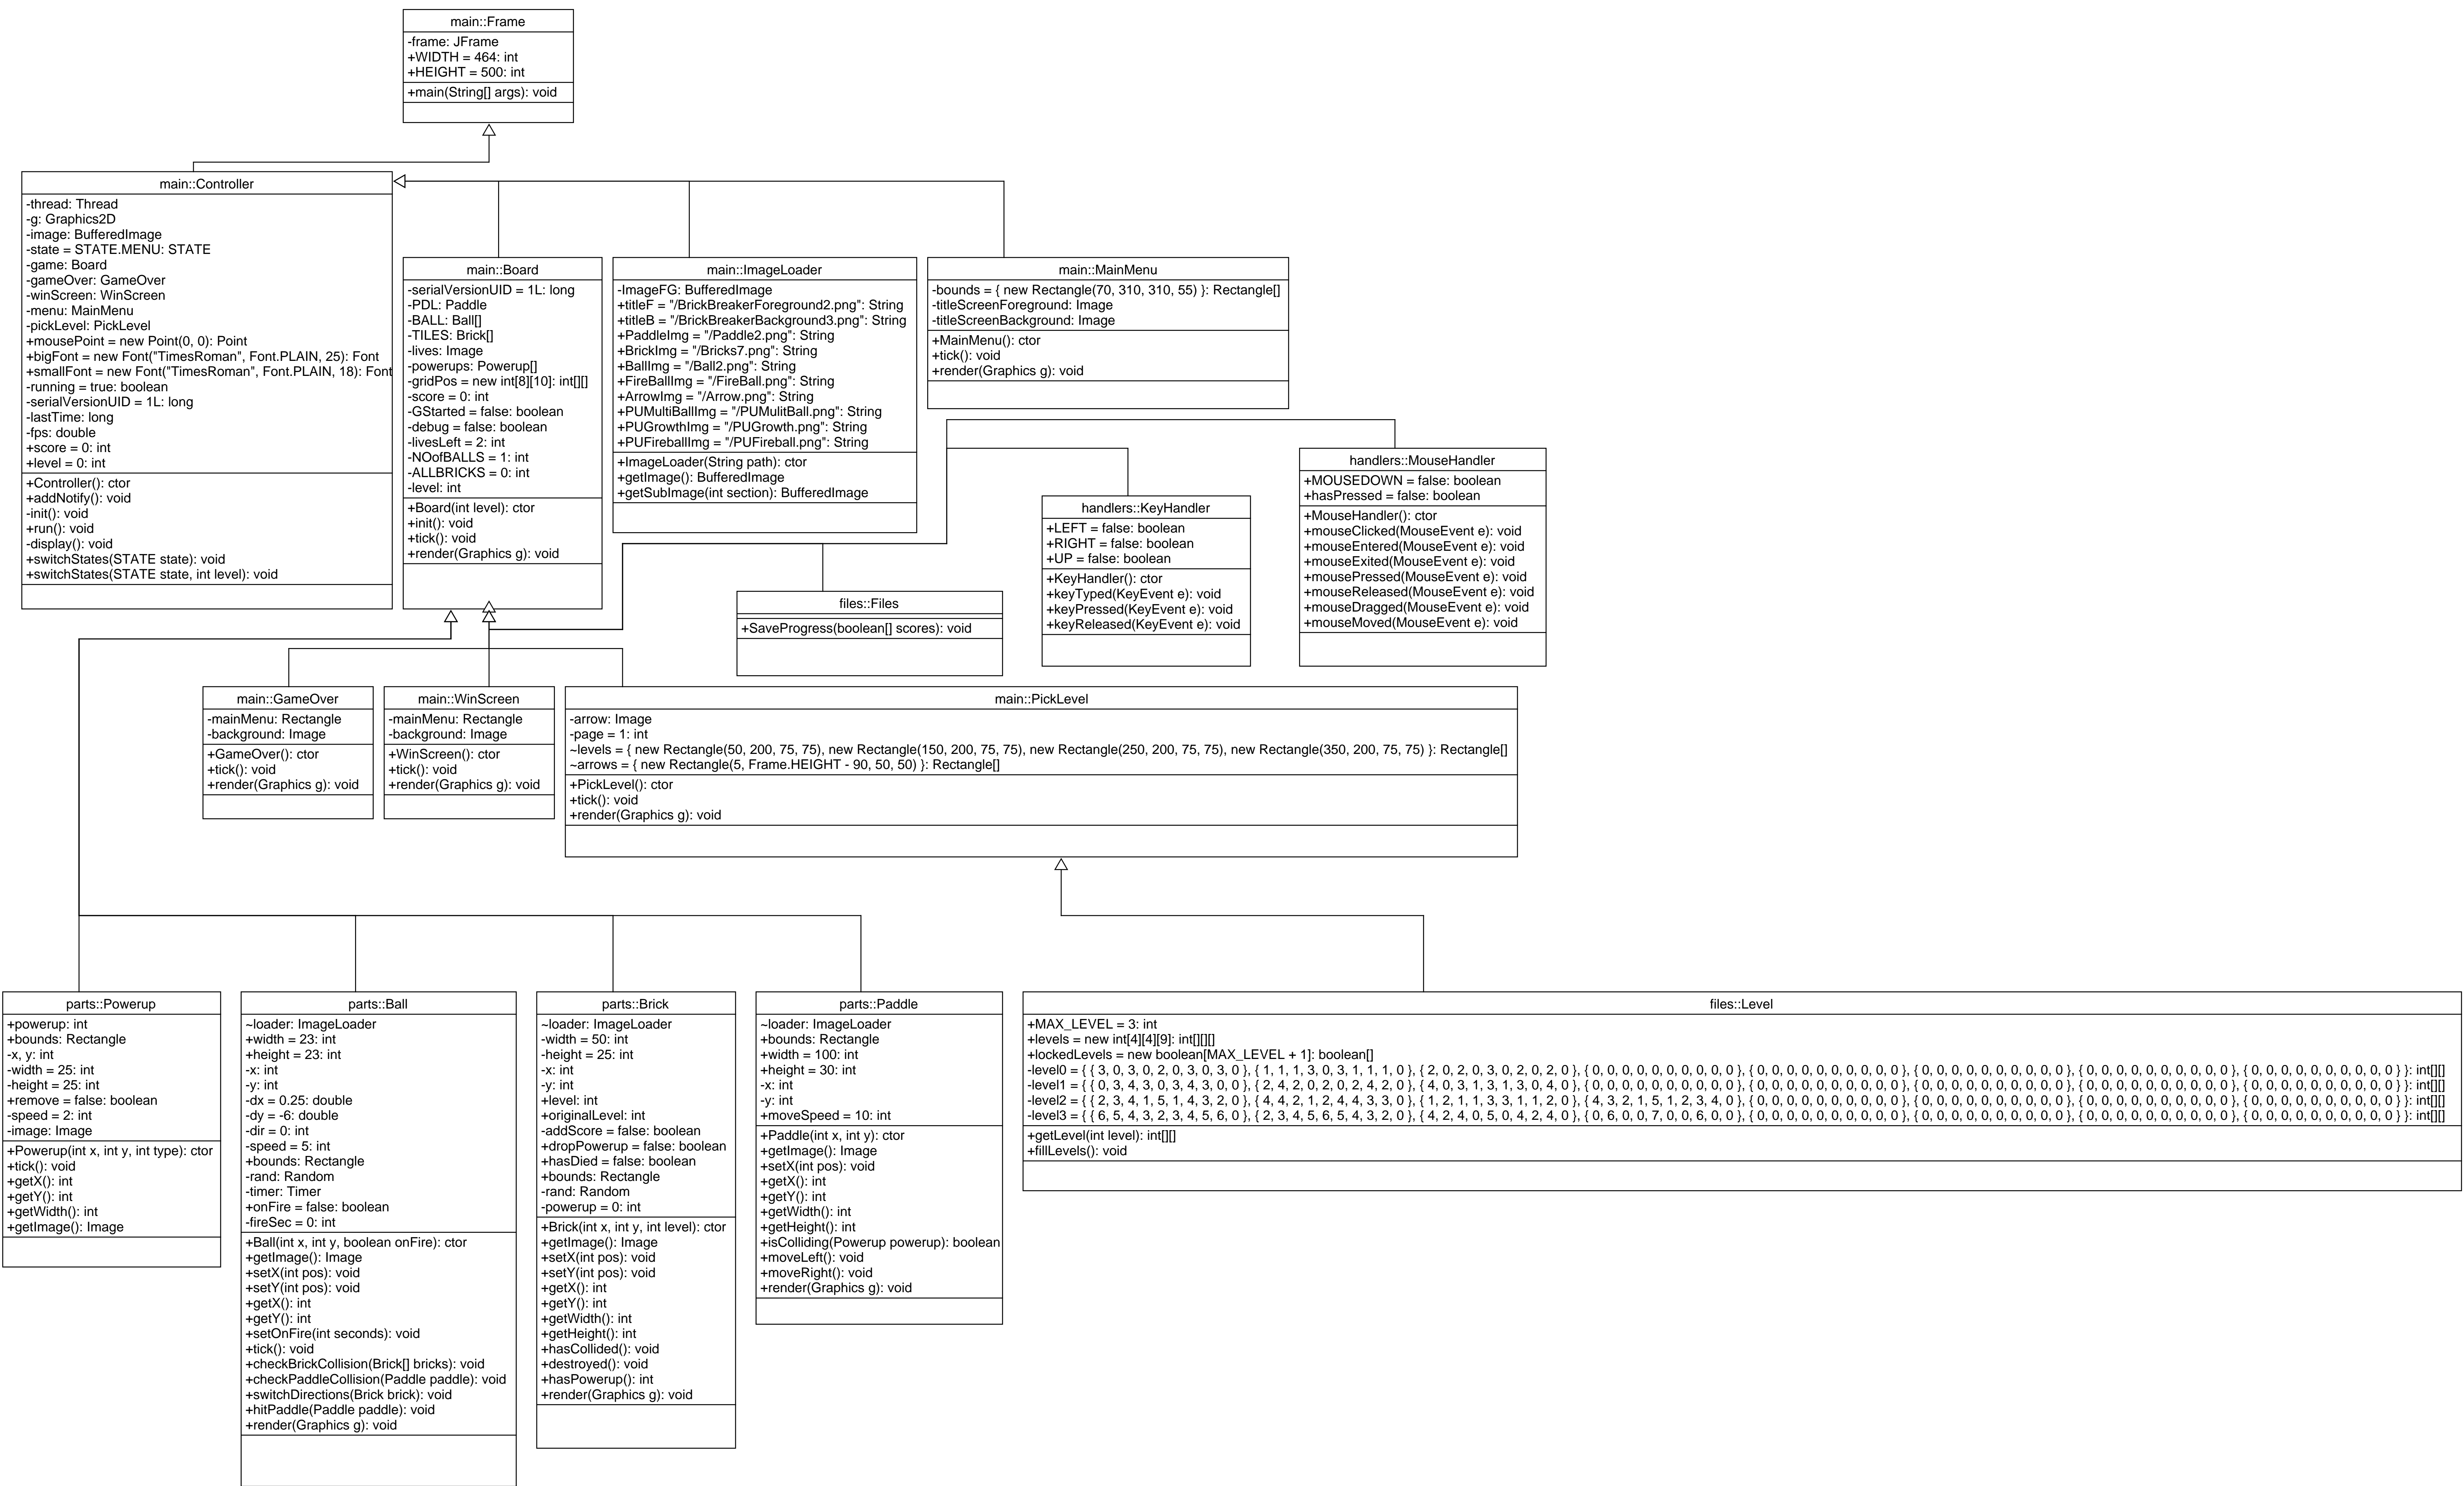 main::Frame
-frame: JFrame
+WIDTH = 464: int
+HEIGHT = 500: int
+main(String[] args): void
main::Controller
-thread: Thread
-g: Graphics2D
-image: BufferedImage
-state = STATE.MENU: STATE
-game: Board
-gameOver: GameOver
-winScreen: WinScreen
-menu: MainMenu
-pickLevel: PickLevel
+mousePoint = new Point(0, 0): Point
+bigFont = new Font("TimesRoman", Font.PLAIN, 25): Font
+smallFont = new Font("TimesRoman", Font.PLAIN, 18): Font
-running = true: boolean
-serialVersionUID = 1L: long
-lastTime: long
-fps: double
+score = 0: int
+level = 0: int
+Controller(): ctor
+addNotify(): void
-init(): void
+run(): void
-display(): void
+switchStates(STATE state): void
+switchStates(STATE state, int level): void
main::Board
-serialVersionUID = 1L: long
-PDL: Paddle
-BALL: Ball[]
-TILES: Brick[]
-lives: Image
-powerups: Powerup[]
-gridPos = new int[8][10]: int[][]
-score = 0: int
-GStarted = false: boolean
-debug = false: boolean
-livesLeft = 2: int
-NOofBALLS = 1: int
-ALLBRICKS = 0: int
-level: int
+Board(int level): ctor
+init(): void
+tick(): void
+render(Graphics g): void
main::ImageLoader
-ImageFG: BufferedImage
+titleF = "/BrickBreakerForeground2.png": String
+titleB = "/BrickBreakerBackground3.png": String
+PaddleImg = "/Paddle2.png": String
+BrickImg = "/Bricks7.png": String
+BallImg = "/Ball2.png": String
+FireBallImg = "/FireBall.png": String
+ArrowImg = "/Arrow.png": String
+PUMultiBallImg = "/PUMulitBall.png": String
+PUGrowthImg = "/PUGrowth.png": String
+PUFireballImg = "/PUFireball.png": String
+ImageLoader(String path): ctor
+getImage(): BufferedImage
+getSubImage(int section): BufferedImage
main::MainMenu
-bounds = { new Rectangle(70, 310, 310, 55) }: Rectangle[]
-titleScreenForeground: Image
-titleScreenBackground: Image
+MainMenu(): ctor
+tick(): void
+render(Graphics g): void
handlers::KeyHandler
+LEFT = false: boolean
+RIGHT = false: boolean
+UP = false: boolean
+KeyHandler(): ctor
+keyTyped(KeyEvent e): void
+keyPressed(KeyEvent e): void
+keyReleased(KeyEvent e): void
handlers::MouseHandler
+MOUSEDOWN = false: boolean
+hasPressed = false: boolean
+MouseHandler(): ctor
+mouseClicked(MouseEvent e): void
+mouseEntered(MouseEvent e): void
+mouseExited(MouseEvent e): void
+mousePressed(MouseEvent e): void
+mouseReleased(MouseEvent e): void
+mouseDragged(MouseEvent e): void
+mouseMoved(MouseEvent e): void
files::Files
+SaveProgress(boolean[] scores): void
main::GameOver
-mainMenu: Rectangle
-background: Image
+GameOver(): ctor
+tick(): void
+render(Graphics g): void
main::WinScreen
-mainMenu: Rectangle
-background: Image
+WinScreen(): ctor
+tick(): void
+render(Graphics g): void
main::PickLevel
-arrow: Image
-page = 1: int
~levels = { new Rectangle(50, 200, 75, 75), new Rectangle(150, 200, 75, 75), new Rectangle(250, 200, 75, 75), new Rectangle(350, 200, 75, 75) }: Rectangle[]
~arrows = { new Rectangle(5, Frame.HEIGHT - 90, 50, 50) }: Rectangle[]
+PickLevel(): ctor
+tick(): void
+render(Graphics g): void
parts::Powerup
+powerup: int
+bounds: Rectangle
-x, y: int
-width = 25: int
-height = 25: int
+remove = false: boolean
-speed = 2: int
-image: Image
+Powerup(int x, int y, int type): ctor
+tick(): void
+getX(): int
+getY(): int
+getWidth(): int
+getImage(): Image
parts::Ball
~loader: ImageLoader
+width = 23: int
+height = 23: int
-x: int
-y: int
-dx = 0.25: double
-dy = -6: double
-dir = 0: int
-speed = 5: int
+bounds: Rectangle
-rand: Random
-timer: Timer
+onFire = false: boolean
-fireSec = 0: int
+Ball(int x, int y, boolean onFire): ctor
+getImage(): Image
+setX(int pos): void
+setY(int pos): void
+getX(): int
+getY(): int
+setOnFire(int seconds): void
+tick(): void
+checkBrickCollision(Brick[] bricks): void
+checkPaddleCollision(Paddle paddle): void
+switchDirections(Brick brick): void
+hitPaddle(Paddle paddle): void
+render(Graphics g): void
parts::Brick
~loader: ImageLoader
-width = 50: int
-height = 25: int
-x: int
-y: int
+level: int
+originalLevel: int
-addScore = false: boolean
+dropPowerup = false: boolean
+hasDied = false: boolean
+bounds: Rectangle
-rand: Random
-powerup = 0: int
+Brick(int x, int y, int level): ctor
+getImage(): Image
+setX(int pos): void
+setY(int pos): void
+getX(): int
+getY(): int
+getWidth(): int
+getHeight(): int
+hasCollided(): void
+destroyed(): void
+hasPowerup(): int
+render(Graphics g): void
parts::Paddle
~loader: ImageLoader
+bounds: Rectangle
+width = 100: int
+height = 30: int
-x: int
-y: int
+moveSpeed = 10: int
+Paddle(int x, int y): ctor
+getImage(): Image
+setX(int pos): void
+getX(): int
+getY(): int
+getWidth(): int
+getHeight(): int
+isColliding(Powerup powerup): boolean
+moveLeft(): void
+moveRight(): void
+render(Graphics g): void
files::Level
+MAX_LEVEL = 3: int
+levels = new int[4][4][9]: int[][][]
+lockedLevels = new boolean[MAX_LEVEL + 1]: boolean[]
-level0 = { { 3, 0, 3, 0, 2, 0, 3, 0, 3, 0 }, { 1, 1, 1, 3, 0, 3, 1, 1, 1, 0 }, { 2, 0, 2, 0, 3, 0, 2, 0, 2, 0 }, { 0, 0, 0, 0, 0, 0, 0, 0, 0, 0 }, { 0, 0, 0, 0, 0, 0, 0, 0, 0, 0 }, { 0, 0, 0, 0, 0, 0, 0, 0, 0, 0 }, { 0, 0, 0, 0, 0, 0, 0, 0, 0, 0 }, { 0, 0, 0, 0, 0, 0, 0, 0, 0, 0 } }: int[][]
-level1 = { { 0, 3, 4, 3, 0, 3, 4, 3, 0, 0 }, { 2, 4, 2, 0, 2, 0, 2, 4, 2, 0 }, { 4, 0, 3, 1, 3, 1, 3, 0, 4, 0 }, { 0, 0, 0, 0, 0, 0, 0, 0, 0, 0 }, { 0, 0, 0, 0, 0, 0, 0, 0, 0, 0 }, { 0, 0, 0, 0, 0, 0, 0, 0, 0, 0 }, { 0, 0, 0, 0, 0, 0, 0, 0, 0, 0 }, { 0, 0, 0, 0, 0, 0, 0, 0, 0, 0 } }: int[][]
-level2 = { { 2, 3, 4, 1, 5, 1, 4, 3, 2, 0 }, { 4, 4, 2, 1, 2, 4, 4, 3, 3, 0 }, { 1, 2, 1, 1, 3, 3, 1, 1, 2, 0 }, { 4, 3, 2, 1, 5, 1, 2, 3, 4, 0 }, { 0, 0, 0, 0, 0, 0, 0, 0, 0, 0 }, { 0, 0, 0, 0, 0, 0, 0, 0, 0, 0 }, { 0, 0, 0, 0, 0, 0, 0, 0, 0, 0 }, { 0, 0, 0, 0, 0, 0, 0, 0, 0, 0 } }: int[][]
-level3 = { { 6, 5, 4, 3, 2, 3, 4, 5, 6, 0 }, { 2, 3, 4, 5, 6, 5, 4, 3, 2, 0 }, { 4, 2, 4, 0, 5, 0, 4, 2, 4, 0 }, { 0, 6, 0, 0, 7, 0, 0, 6, 0, 0 }, { 0, 0, 0, 0, 0, 0, 0, 0, 0, 0 }, { 0, 0, 0, 0, 0, 0, 0, 0, 0, 0 }, { 0, 0, 0, 0, 0, 0, 0, 0, 0, 0 }, { 0, 0, 0, 0, 0, 0, 0, 0, 0, 0 } }: int[][]
+getLevel(int level): int[][]
+fillLevels(): void